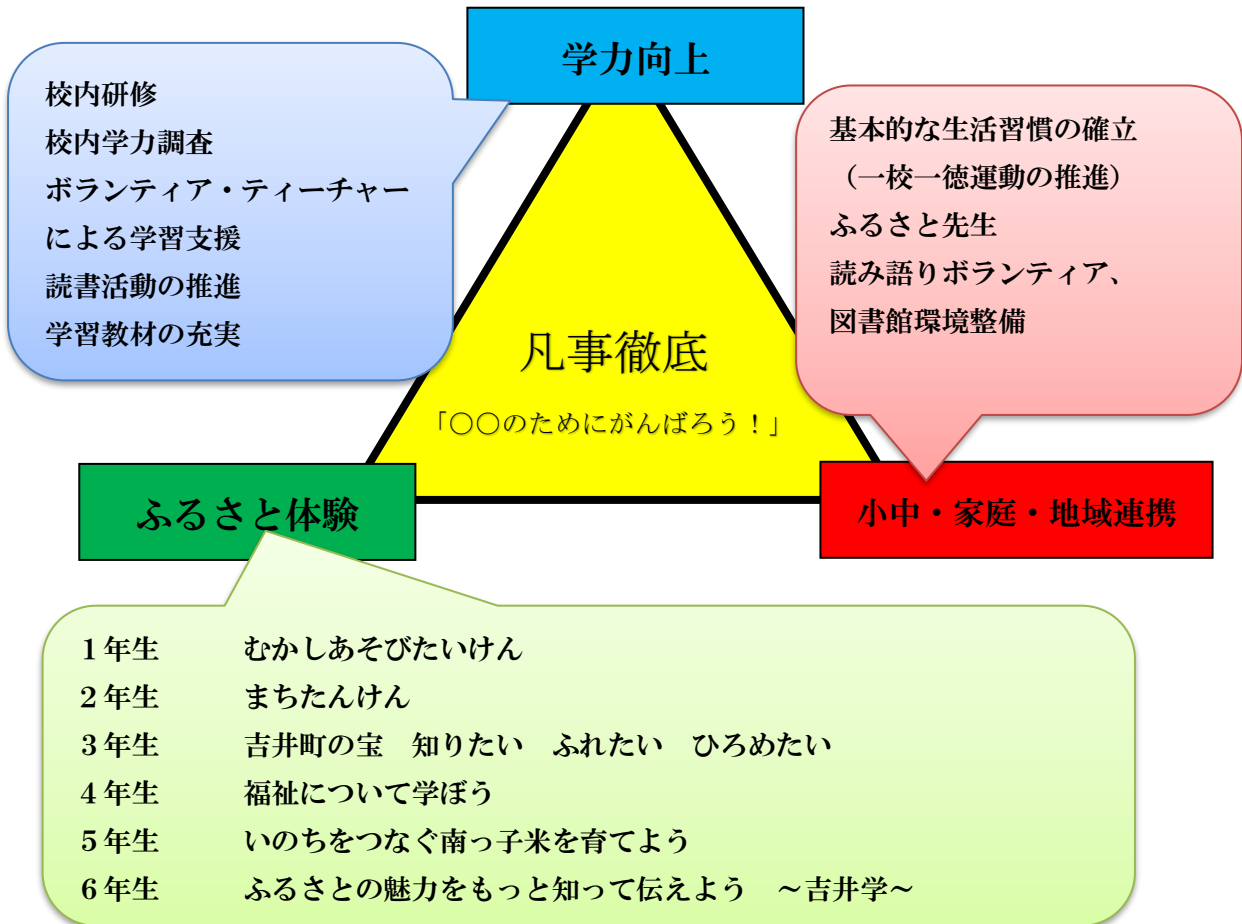 学力向上
校内研修
校内学力調査
ボランティア・ティーチャー
による学習支援
読書活動の推進
学習教材の充実
基本的な生活習慣の確立
（一校一徳運動の推進）
ふるさと先生
読み語りボランティア、
図書館環境整備
凡事徹底
「○○のためにがんばろう！」
ふるさと体験
小中・家庭・地域連携
１年生　むかしあそびたいけん
２年生　まちたんけん
３年生　吉井町の宝　知りたい　ふれたい　ひろめたい
４年生　福祉について学ぼう
５年生　いのちをつなぐ南っ子米を育てよう
６年生　ふるさとの魅力をもっと知って伝えよう　～吉井学～